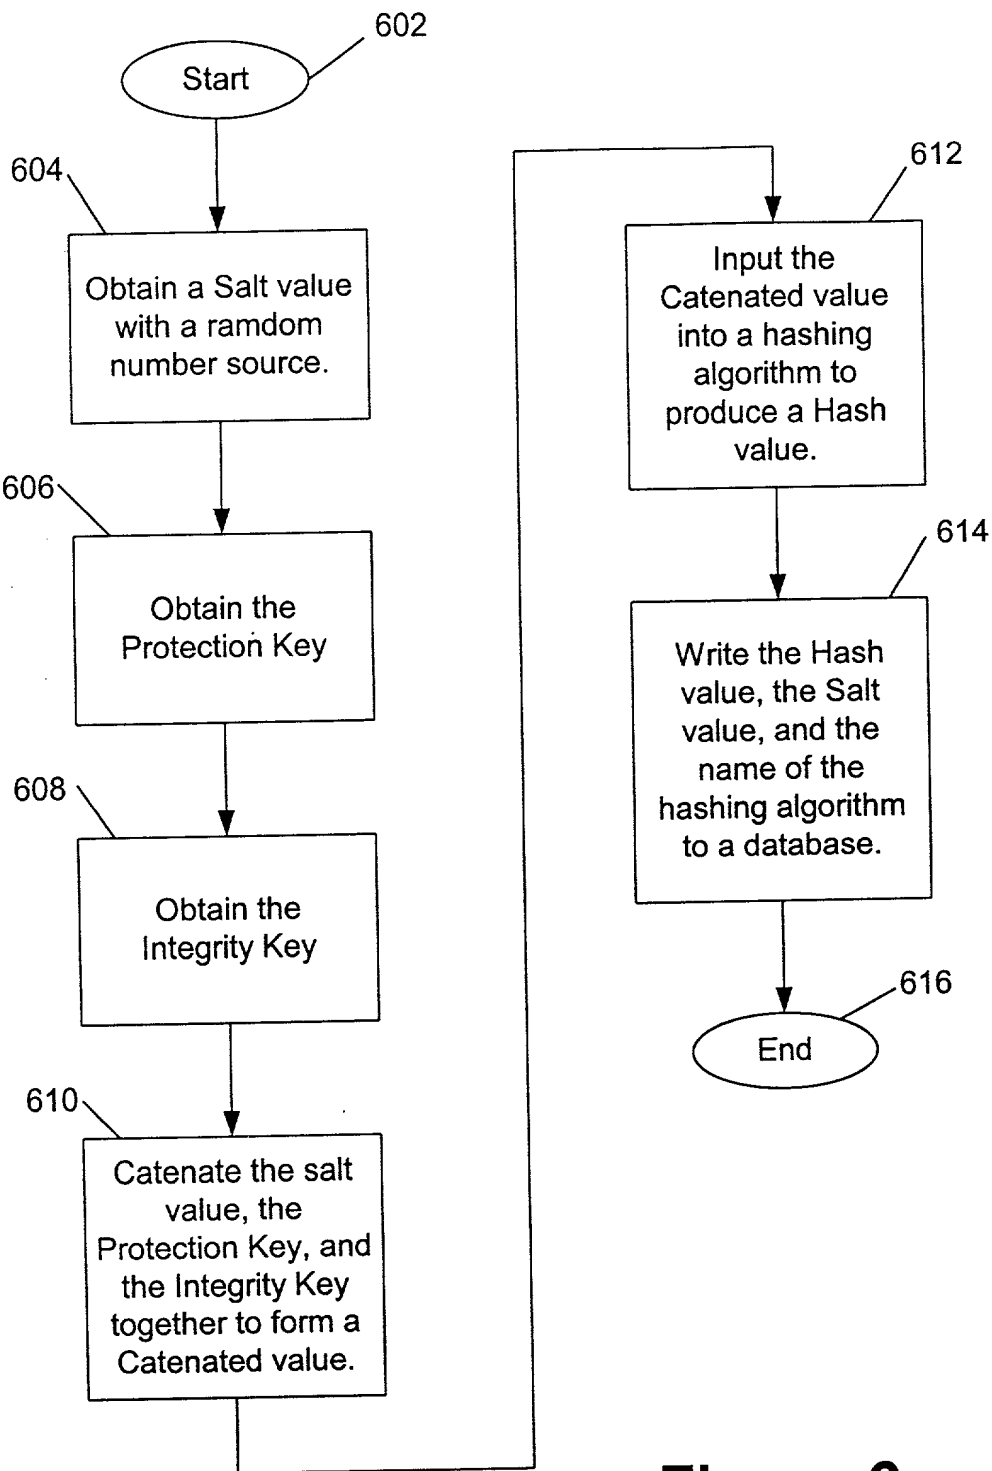 602
Start
604
Obtain a Salt value
with a ramdom
number source.
606
Obtain the
Protection Key
608
Obtain the
Integrity Key
610
Catenate the salt
value, the
Protection Key, and
the Integrity Key
together to form a
Catenated value.
612
Input the
Catenated value
into a hashing
algorithm to
produce a Hash
value.
614
Write the Hash
value, the Salt
value, and the
name of the
hashing algorithm
to a database.
616
End